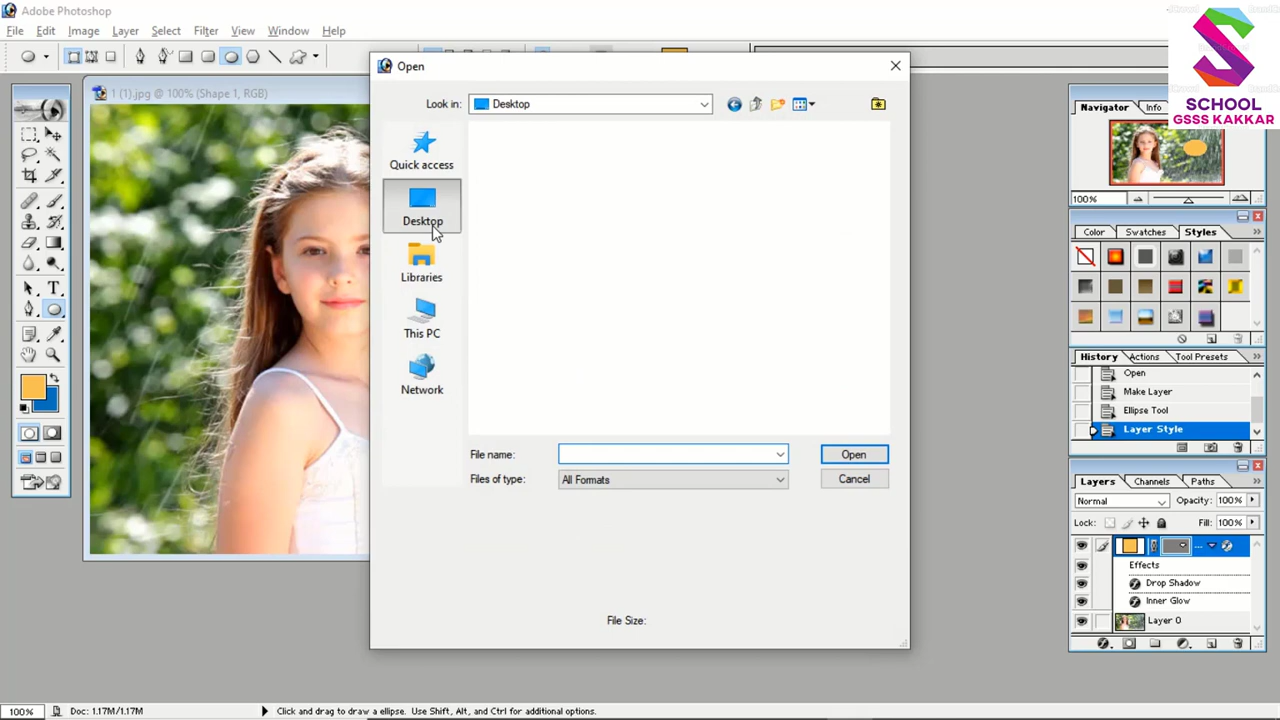 Adobe Photoshop
File Edit Image Layer Select Filter View Window Help
SCHOOL
GSSS KAKKAR
1 (1).jpg @ 100% (Shape 1, RGB)
Open
Look in: Desktop
Quick access
Desktop
Libraries
This PC
Network
File name: Open
Files of type: All Formats Cancel
File Size:
Navigator Info
100%
Color Swatches Styles
History Actions Tool Presets
Open
Make Layer
Ellipse Tool
Layer Style
Layers Channels Paths
Normal Opacity: 100%
Lock: Fill: 100%
...
Effects
Drop Shadow
Inner Glow
Layer 0
100% Doc: 1.17M/1.17M Click and drag to draw a ellipse. Use Shift, Alt, and Ctrl for additional options.